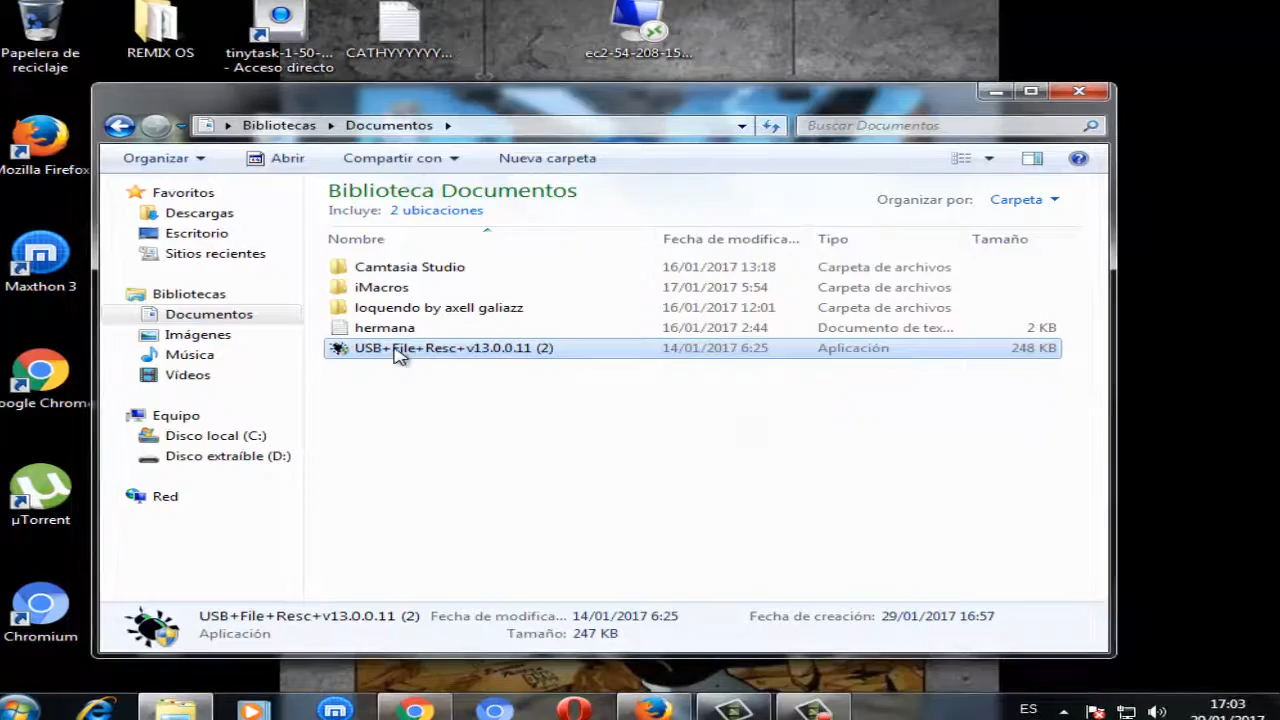 Papelera de
reciclaje
REMIX OS
tinytask-1-50-...
- Acceso directo
CATHYYYYYY...
ec2-54-208-15...
Mozilla Firefox
Maxthon 3
oogle Chrom
µTorrent
Chromium
Bibliotecas
Documentos
Buscar Documentos
Organizar
Abrir
Compartir con
Nueva carpeta
Favoritos
Descargas
Escritorio
Sitios recientes
Bibliotecas
Documentos
Imágenes
Música
Vídeos
Equipo
Disco local (C:)
Disco extraíble (D:)
Red
Biblioteca Documentos
Incluye: 2 ubicaciones
Organizar por: Carpeta
Nombre Fecha de modifica... Tipo Tamaño
Camtasia Studio 16/01/2017 13:18 Carpeta de archivos
iMacros 17/01/2017 5:54 Carpeta de archivos
loquendo by axell galiazz 16/01/2017 12:01 Carpeta de archivos
hermana 16/01/2017 2:44 Documento de tex... 2 KB
USB+File+Resc+v13.0.0.11 (2) 14/01/2017 6:25 Aplicación 248 KB
USB+File+Resc+v13.0.0.11 (2) Fecha de modifica... 14/01/2017 6:25 Fecha de creación: 29/01/2017 16:57
Aplicación Tamaño: 247 KB
ES
17:03
29/01/2017